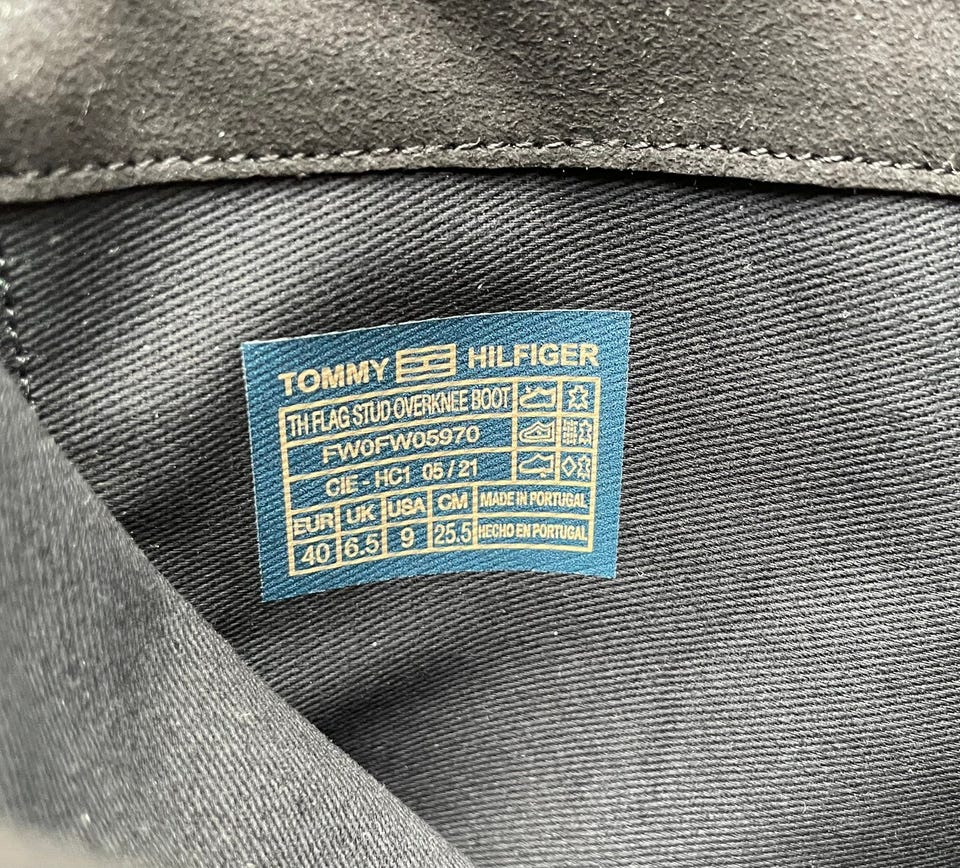 TOMMY HILFIGER
TH FLAG STUD OVERKNEE BOOT
FW0FW05970
CIE - HC1 05 / 21
EUR UK USA CM MADE IN PORTUGAL
40 6.5 9 25.5 HECHO EN PORTUGAL